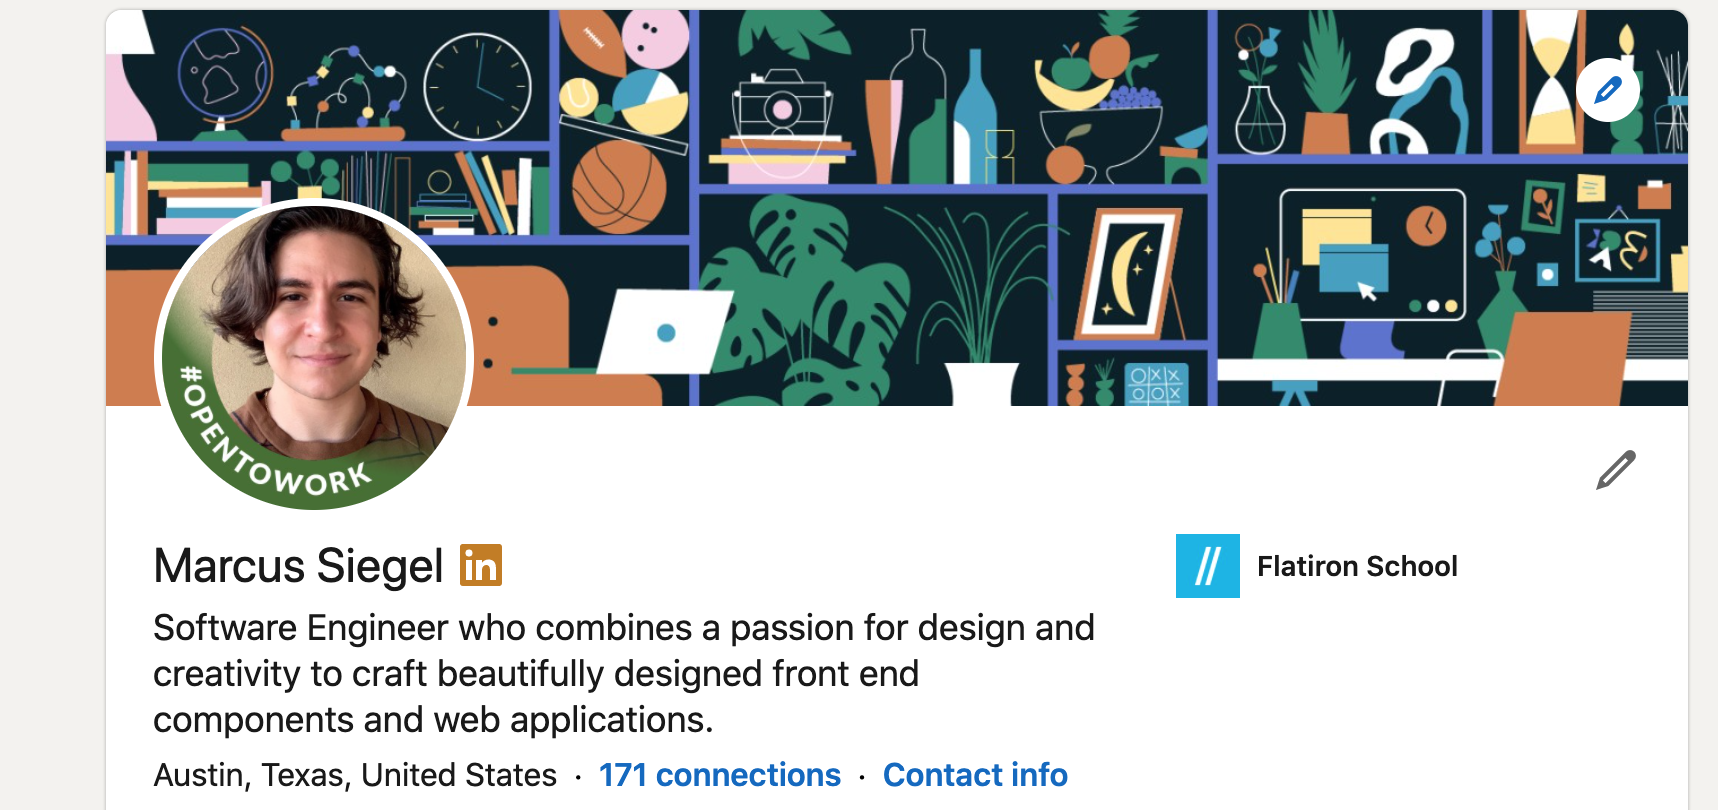 #OPENTOWORK
Marcus Siegel in
Flatiron School
Software Engineer who combines a passion for design and
creativity to craft beautifully designed front end
components and web applications.
Austin, Texas, United States · 171 connections · Contact info